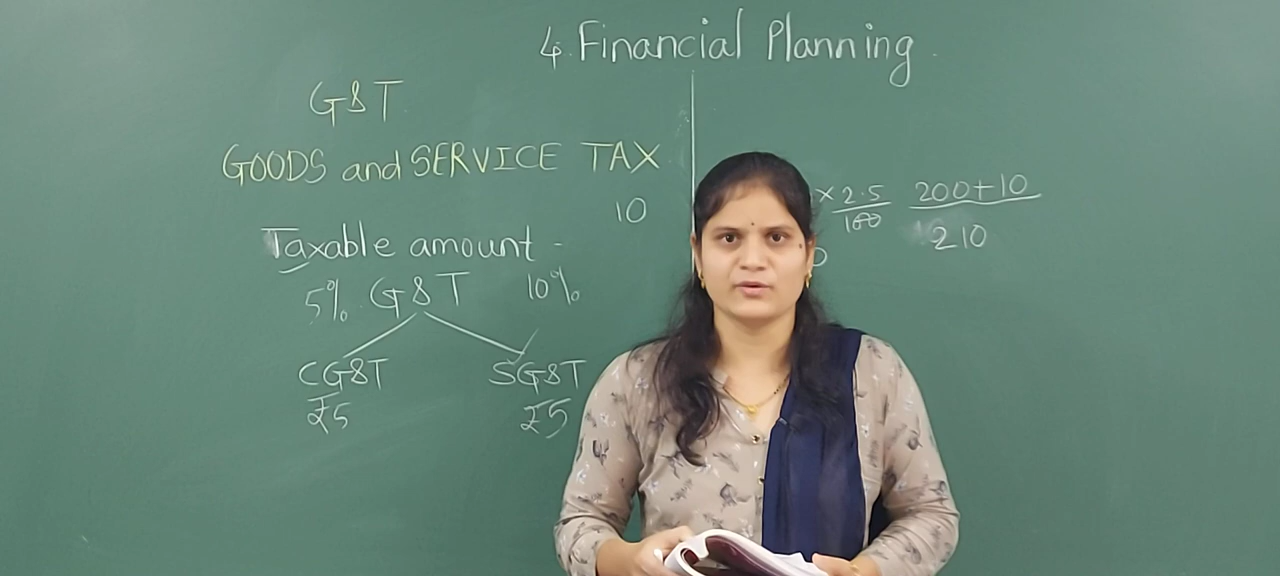 4. Financial Planning.
GST
GOODS and SERVICE TAX
10
Taxable amount -
5% GST 10%
CGST SGST
₹5 ₹5
× 2.5 200+10
100 210
0